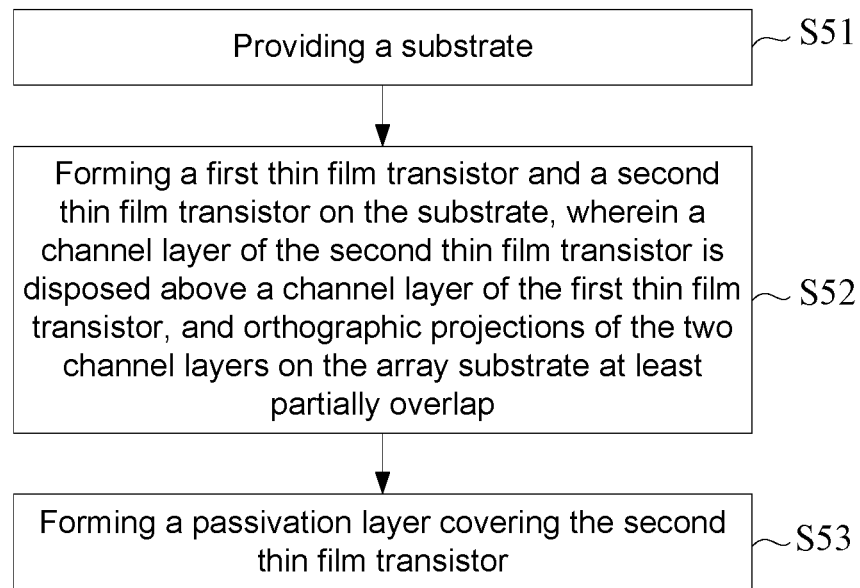 Providing a substrate
S51
Forming a first thin film transistor and a second
thin film transistor on the substrate, wherein a
channel layer of the second thin film transistor is
disposed above a channel layer of the first thin film
transistor, and orthographic projections of the two
channel layers on the array substrate at least
partially overlap
S52
Forming a passivation layer covering the second
thin film transistor
S53